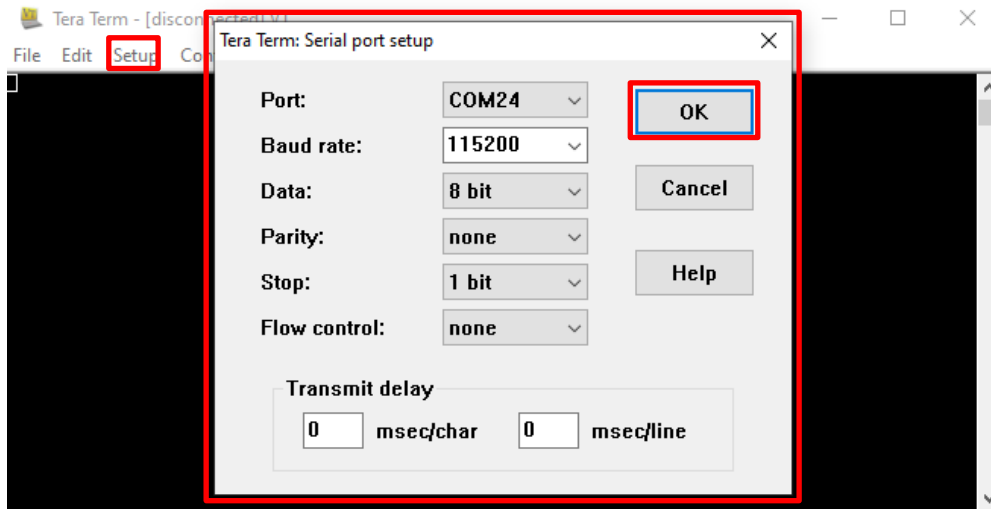 Tera Term - [disconnected] VT
File Edit Setup Con
Tera Term: Serial port setup
Port: COM24
OK
Baud rate: 115200
Data: 8 bit
Cancel
Parity: none
Stop: 1 bit
Help
Flow control: none
Transmit delay
0 msec/char 0 msec/line